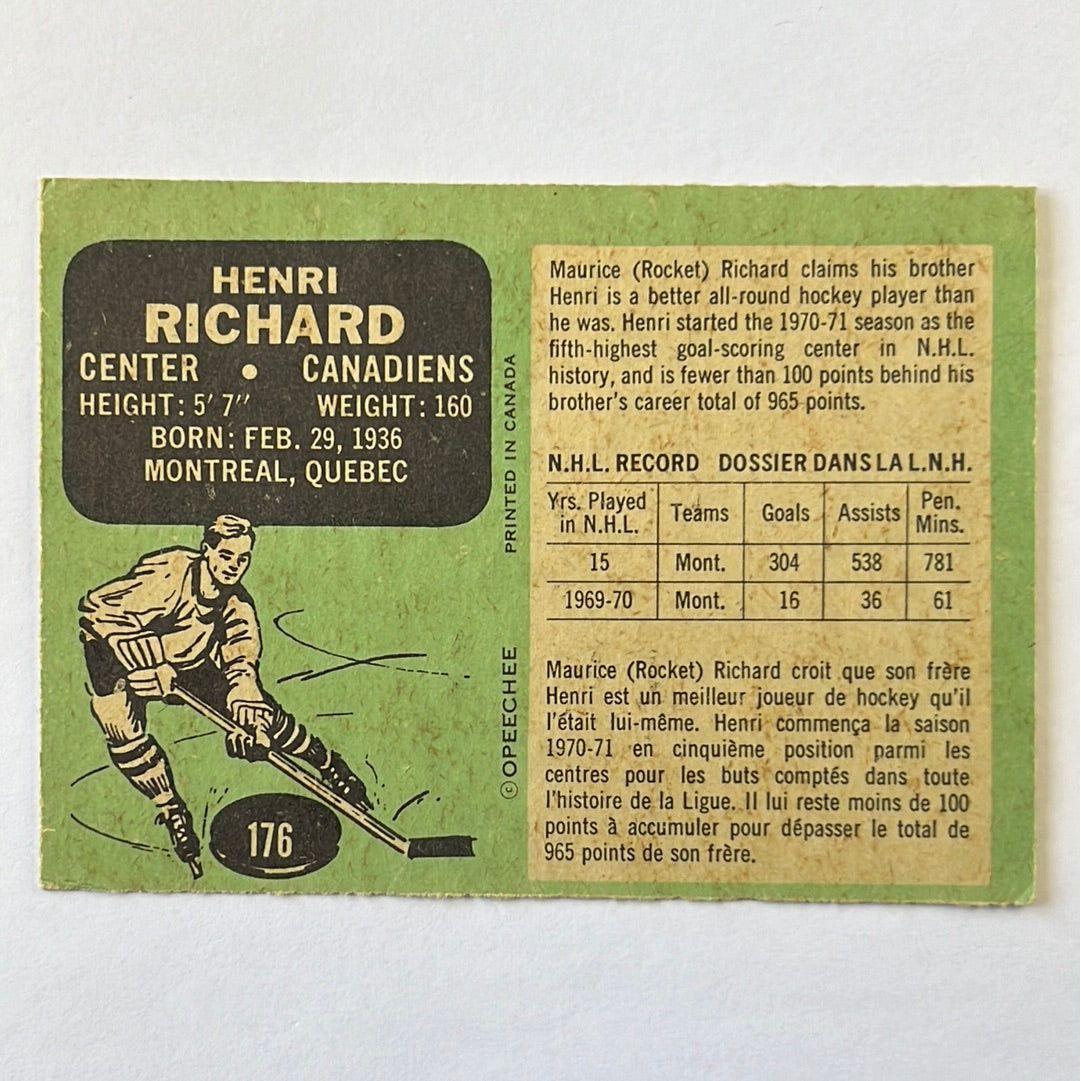 HENRI
RICHARD
CENTER • CANADIENS
HEIGHT: 5' 7" WEIGHT: 160
BORN: FEB. 29, 1936
MONTREAL, QUEBEC
176
©OPEECHEE PRINTED IN CANADA
Maurice (Rocket) Richard claims his brother
Henri is a better all-round hockey player than
he was. Henri started the 1970-71 season as the
fifth-highest goal-scoring center in N.H.L.
history, and is fewer than 100 points behind his
brother's career total of 965 points.
N.H.L. RECORD DOSSIER DANS LA L.N.H.
Yrs. Played in N.H.L. Teams Goals Assists Pen. Mins.
15 Mont. 304 538 781
1969-70 Mont. 16 36 61
Maurice (Rocket) Richard croit que son frère
Henri est un meilleur joueur de hockey qu'il
l'était lui-même. Henri commença la saison
1970-71 en cinquième position parmi les
centres pour les buts comptés dans toute
l'histoire de la Ligue. Il lui reste moins de 100
points à accumuler pour dépasser le total de
965 points de son frère.